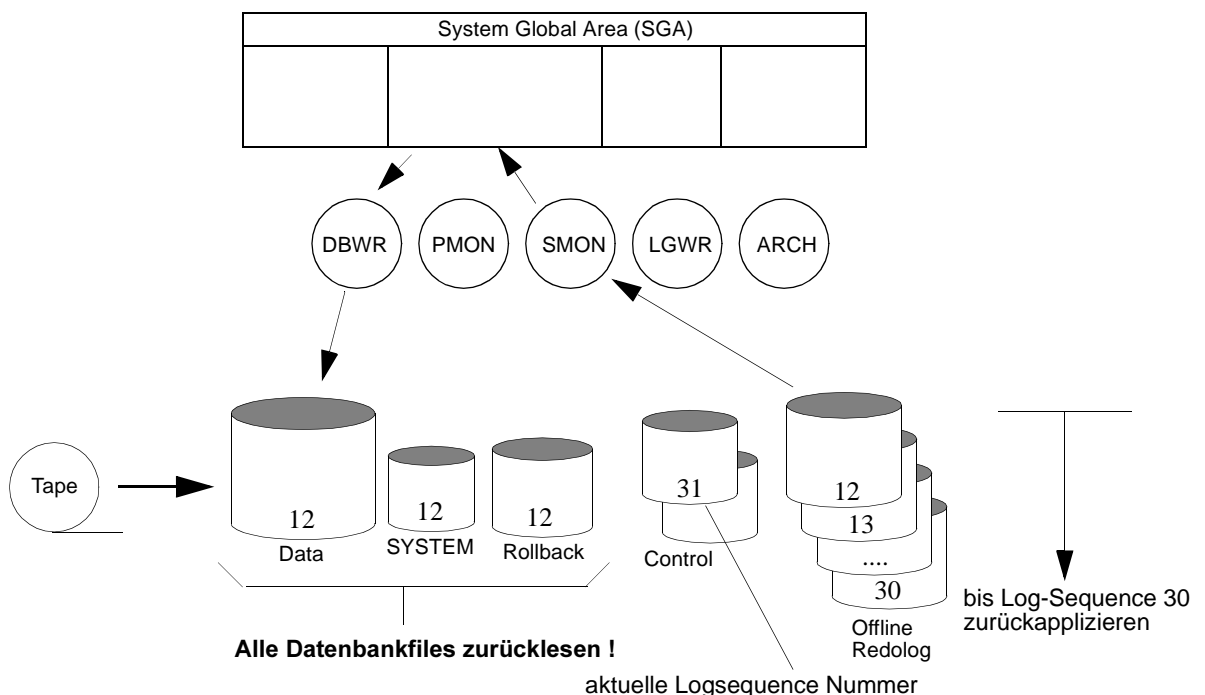 System Global Area (SGA)
DBWR
PMON
SMON
LGWR
ARCH
Tape
12
12
12
31
12
13
....
30
Data
SYSTEM
Rollback
Control
Offline
Redolog
bis Log-Sequence 30
zurückapplizieren
Alle Datenbankfiles zurücklesen !
aktuelle Logsequence Nummer